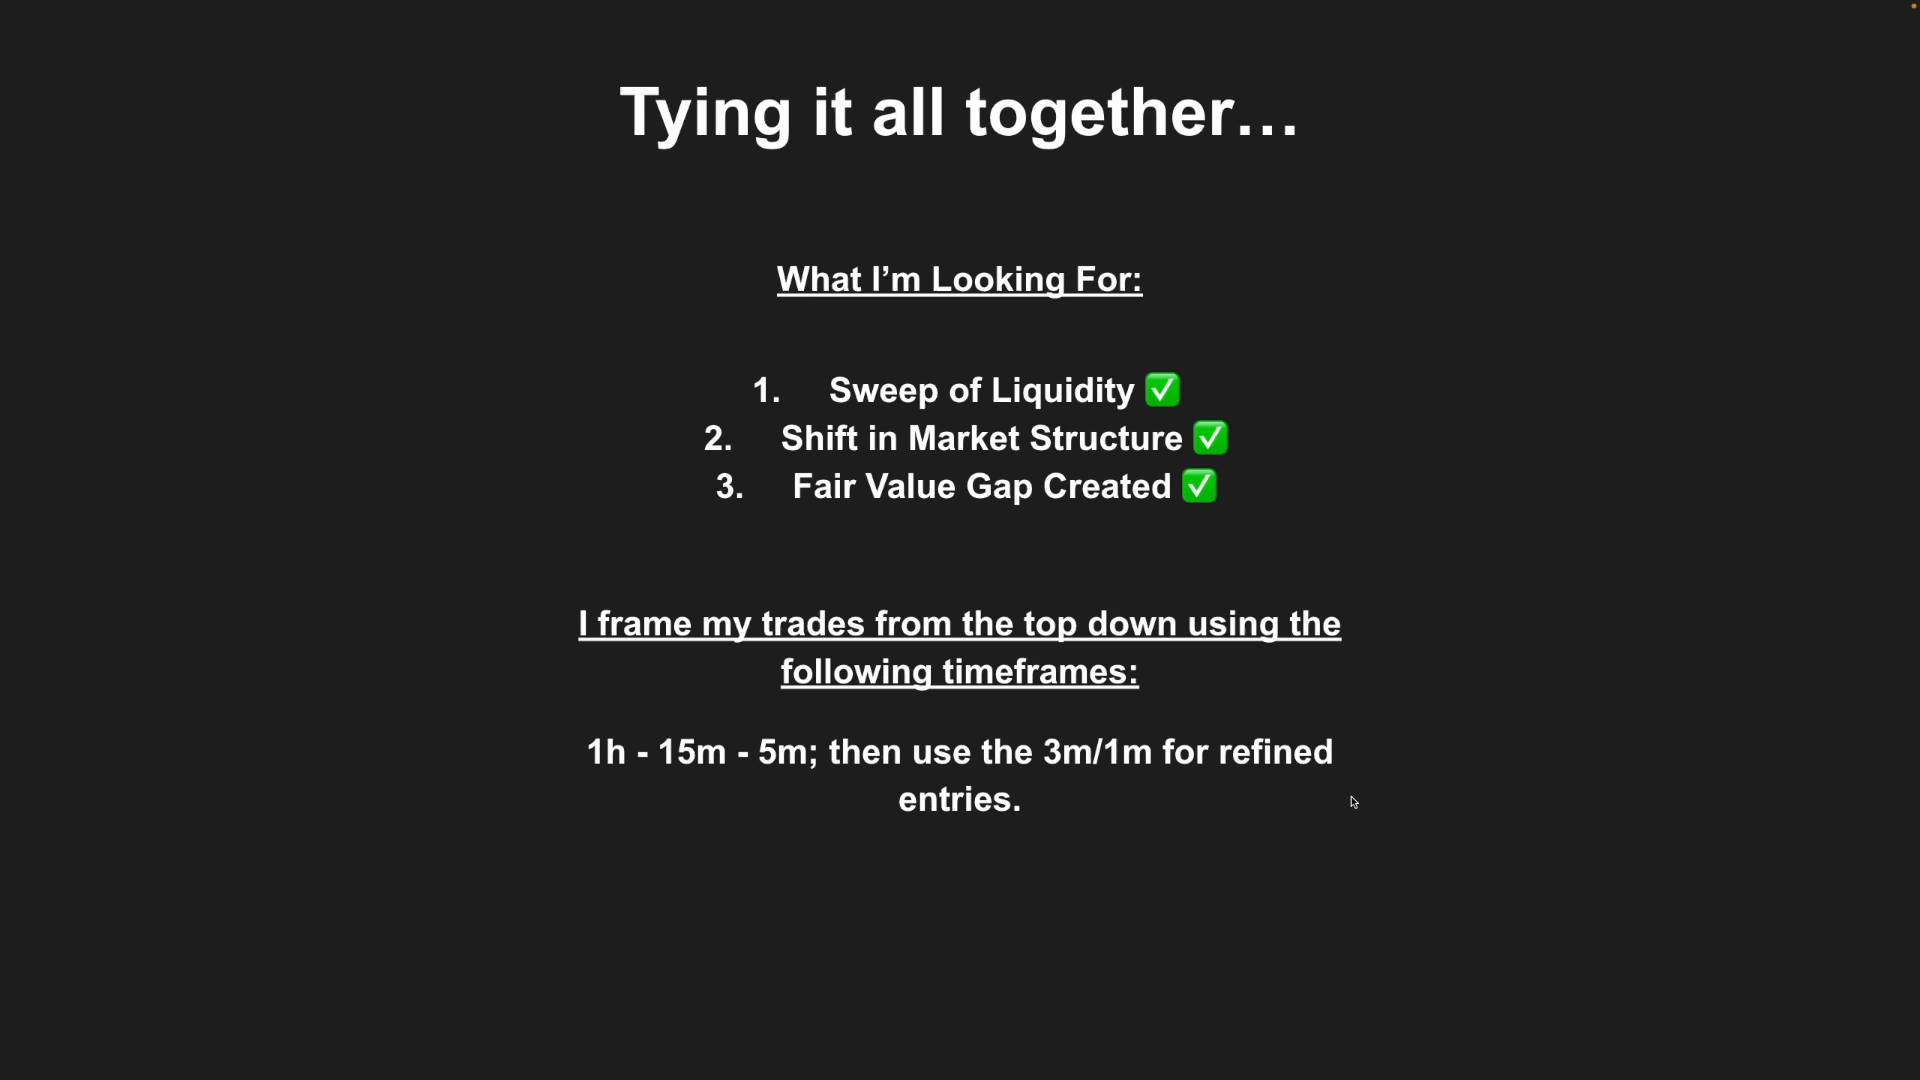 Tying it all together…
What I’m Looking For:
1. Sweep of Liquidity ✅
2. Shift in Market Structure ✅
3. Fair Value Gap Created ✅
I frame my trades from the top down using the
following timeframes:
1h - 15m - 5m; then use the 3m/1m for refined
entries.